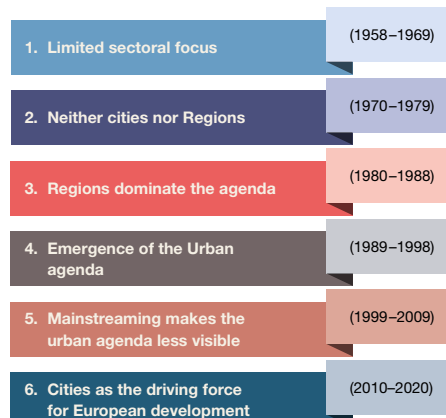 1. Limited sectoral focus
(1958–1969)
2. Neither cities nor Regions
(1970–1979)
3. Regions dominate the agenda
(1980–1988)
4. Emergence of the Urban
agenda
(1989–1998)
5. Mainstreaming makes the
urban agenda less visible
(1999–2009)
6. Cities as the driving force
for European development
(2010–2020)